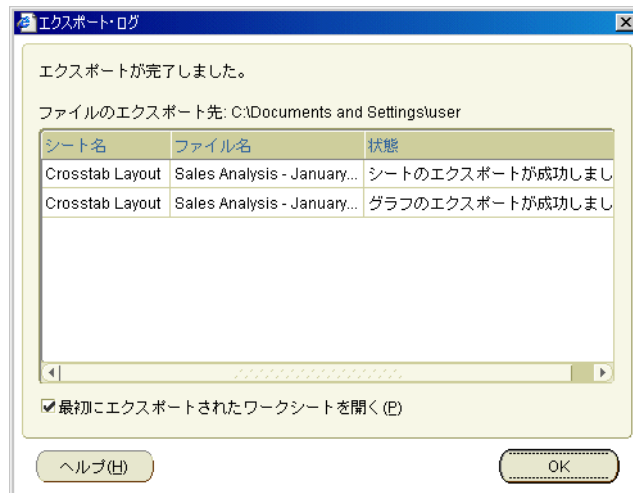 エクスポート・ログ
エクスポートが完了しました。
ファイルのエクスポート先: C:\Documents and Settings\user
シート名 ファイル名 状態
Crosstab Layout Sales Analysis - January... シートのエクスポートが成功しまし
Crosstab Layout Sales Analysis - January... グラフのエクスポートが成功しまし
最初にエクスポートされたワークシートを開く(P)
ヘルプ(H) OK